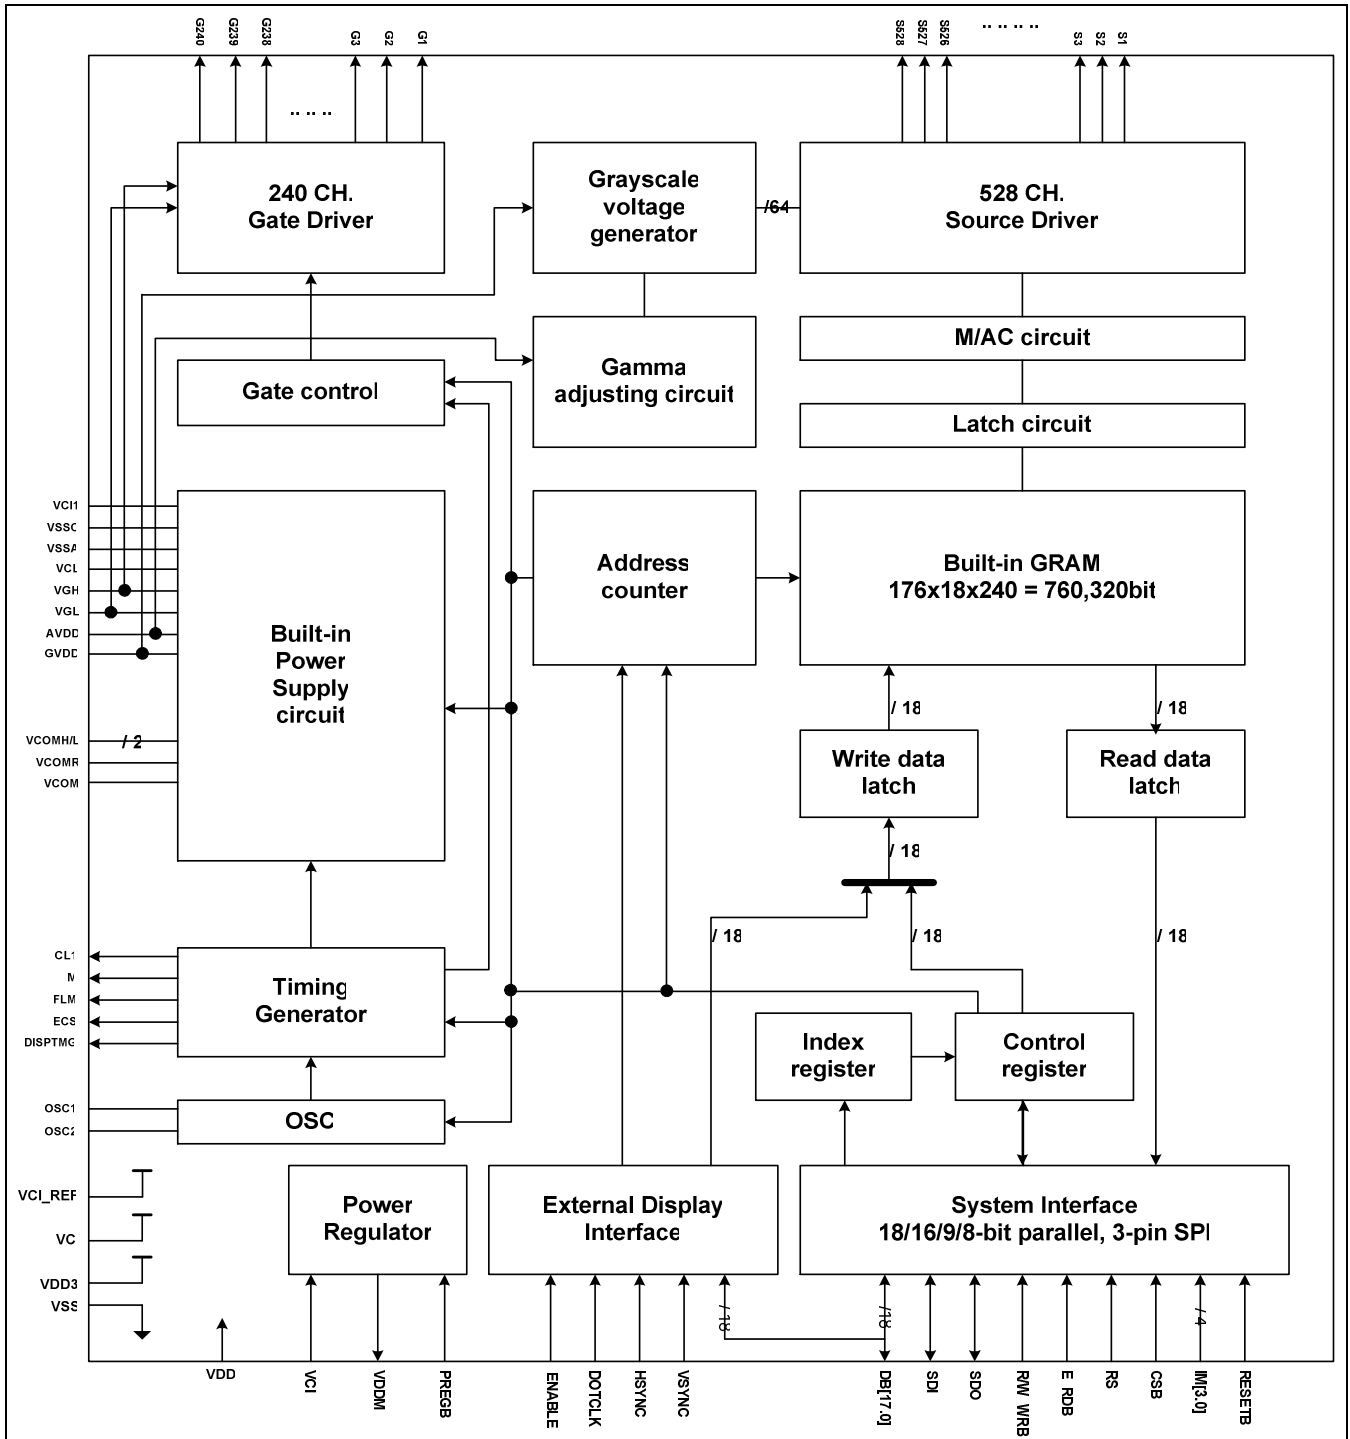 G240 G239 G238 .. .. .. G3 G2 G1
S528 S527 S526 .. .. .. .. S3 S2 S1
240 CH.
Gate Driver
Grayscale
voltage
generator
/64
528 CH.
Source Driver
M/AC circuit
Gate control
Gamma
adjusting circuit
Latch circuit
VCI1
VSSC
VSSA
VCL
VGH
VGL
AVDD
GVDD
VCOMH/L
/ 2
VCOMR
VCOM
Built-in
Power
Supply
circuit
Address
counter
Built-in GRAM
176x18x240 = 760,320bit
/ 18
/ 18
Write data
latch
Read data
latch
/ 18
/ 18
/ 18
/ 18
CL1
M
FLM
ECS
DISPTMG
Timing
Generator
Index
register
Control
register
OSC1
OSC2
OSC
VCI_REF
VC
VDD3
VSS
Power
Regulator
External Display
Interface
System Interface
18/16/9/8-bit parallel, 3-pin SPI
/ 18
/18
/ 4
VDD
VCI
VDDM
PREGB
ENABLE
DOTCLK
HSYNC
VSYNC
DB[17.0]
SDI
SDO
RW_WRB
E_RDB
RS
CSB
IM[3.0]
RESETB